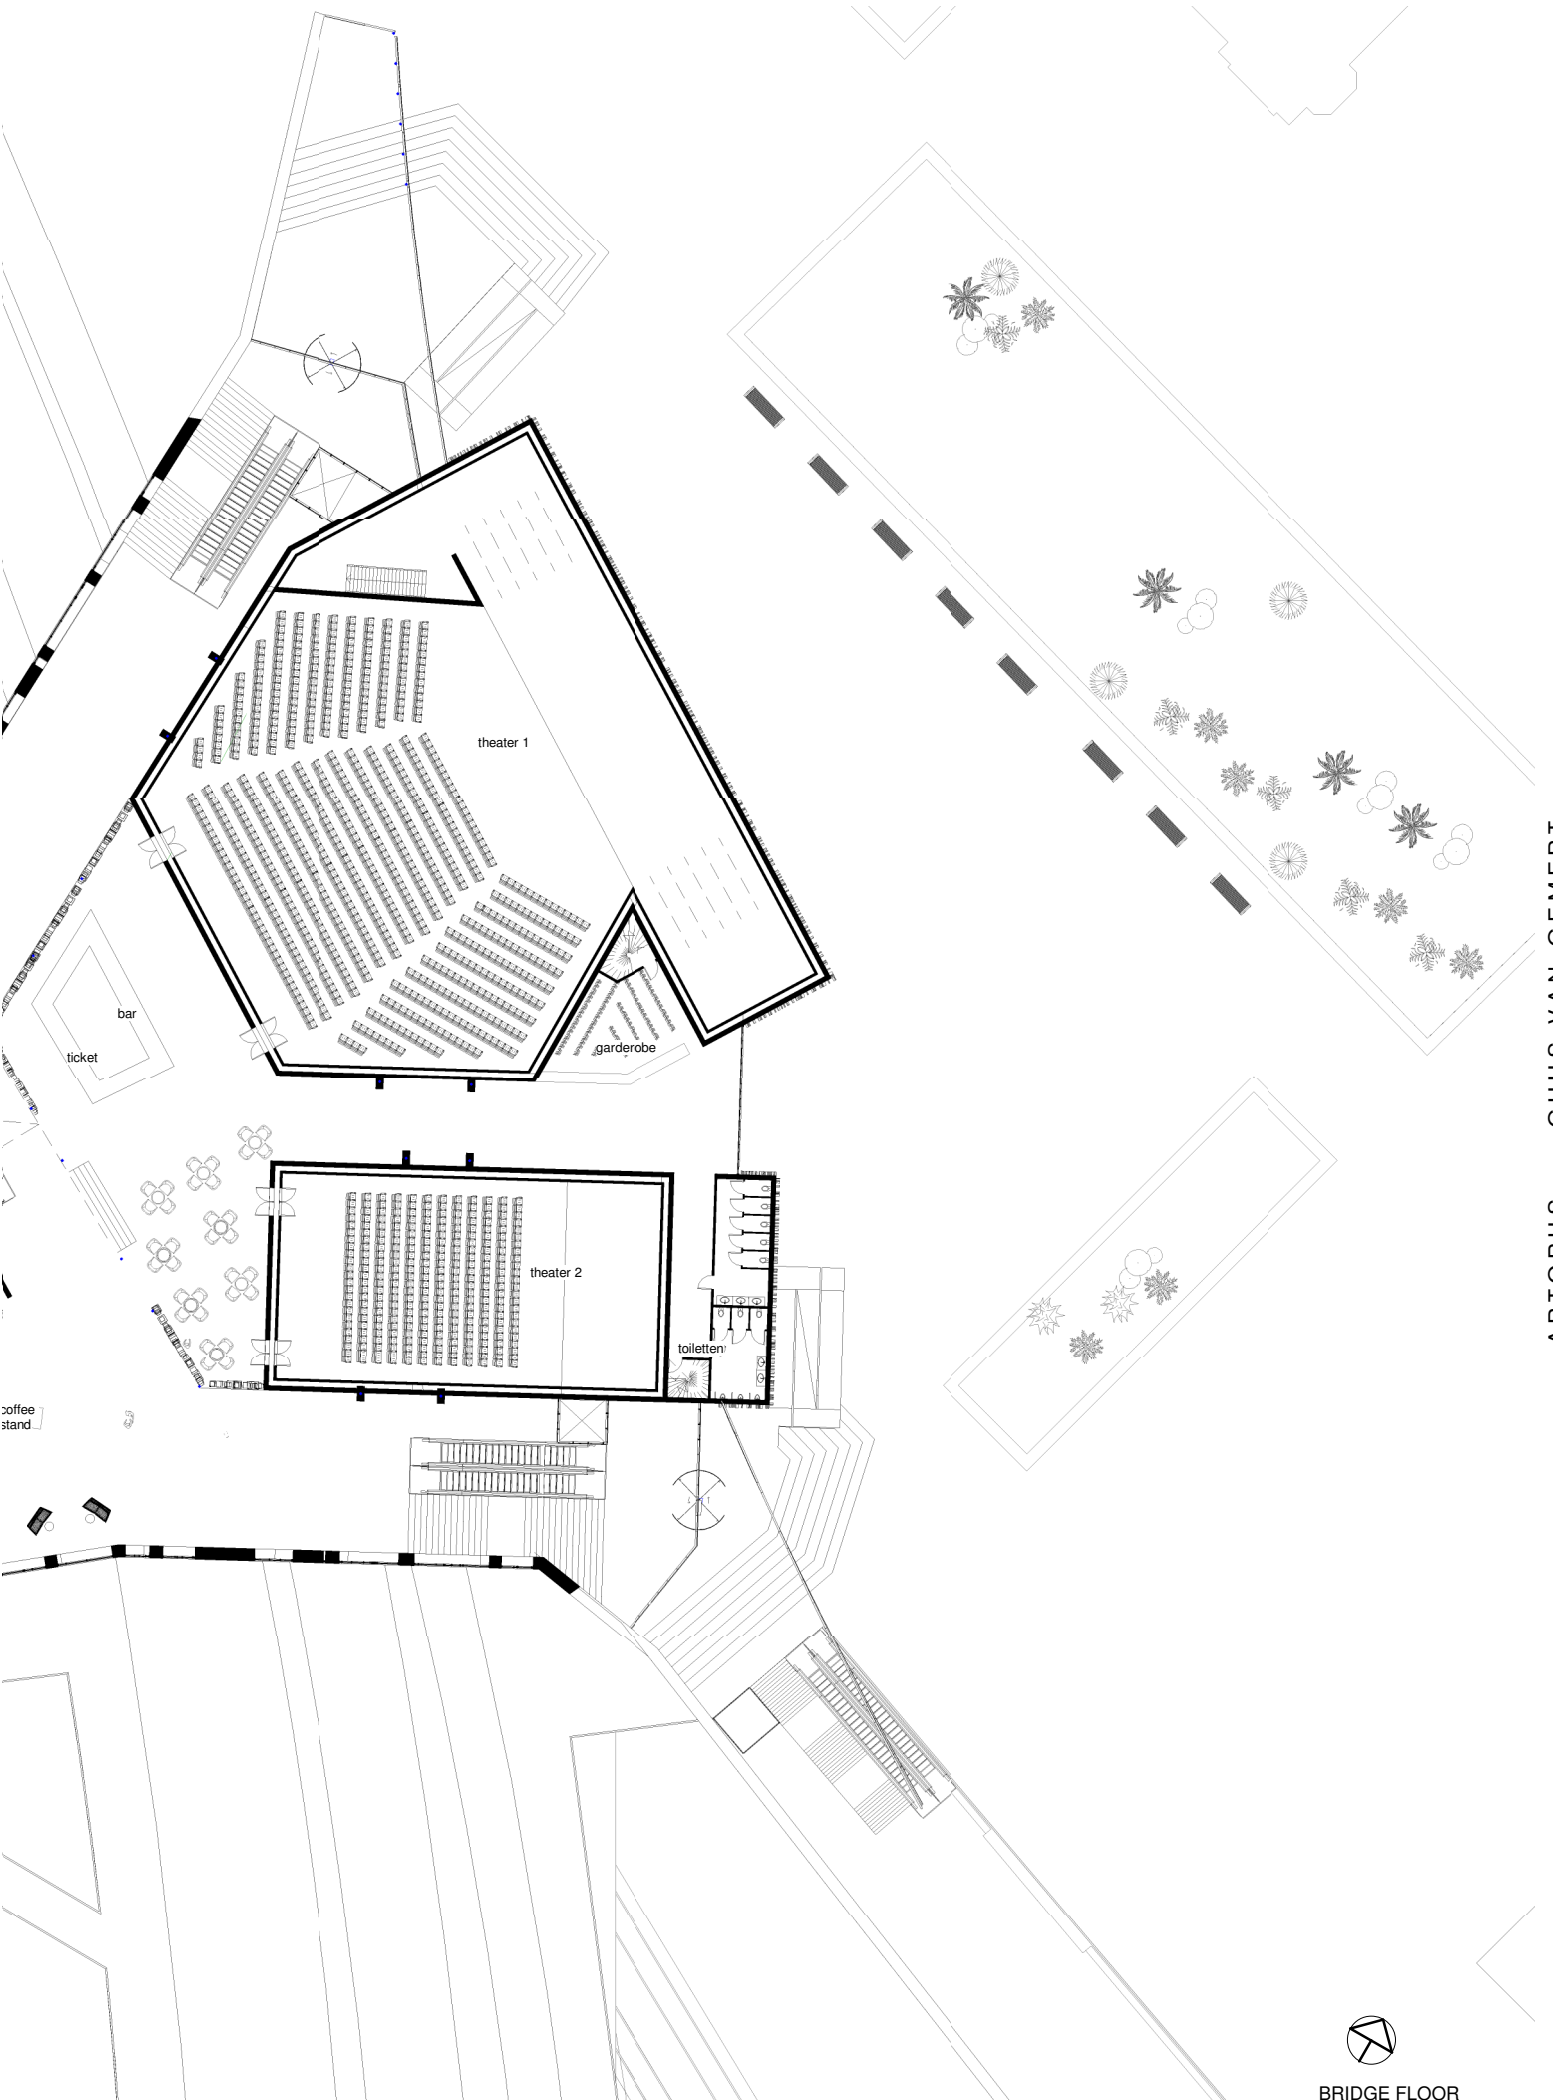 theater 1
bar
ticket
garderobe
theater 2
toiletten
coffee
stand
BRIDGE FLOOR